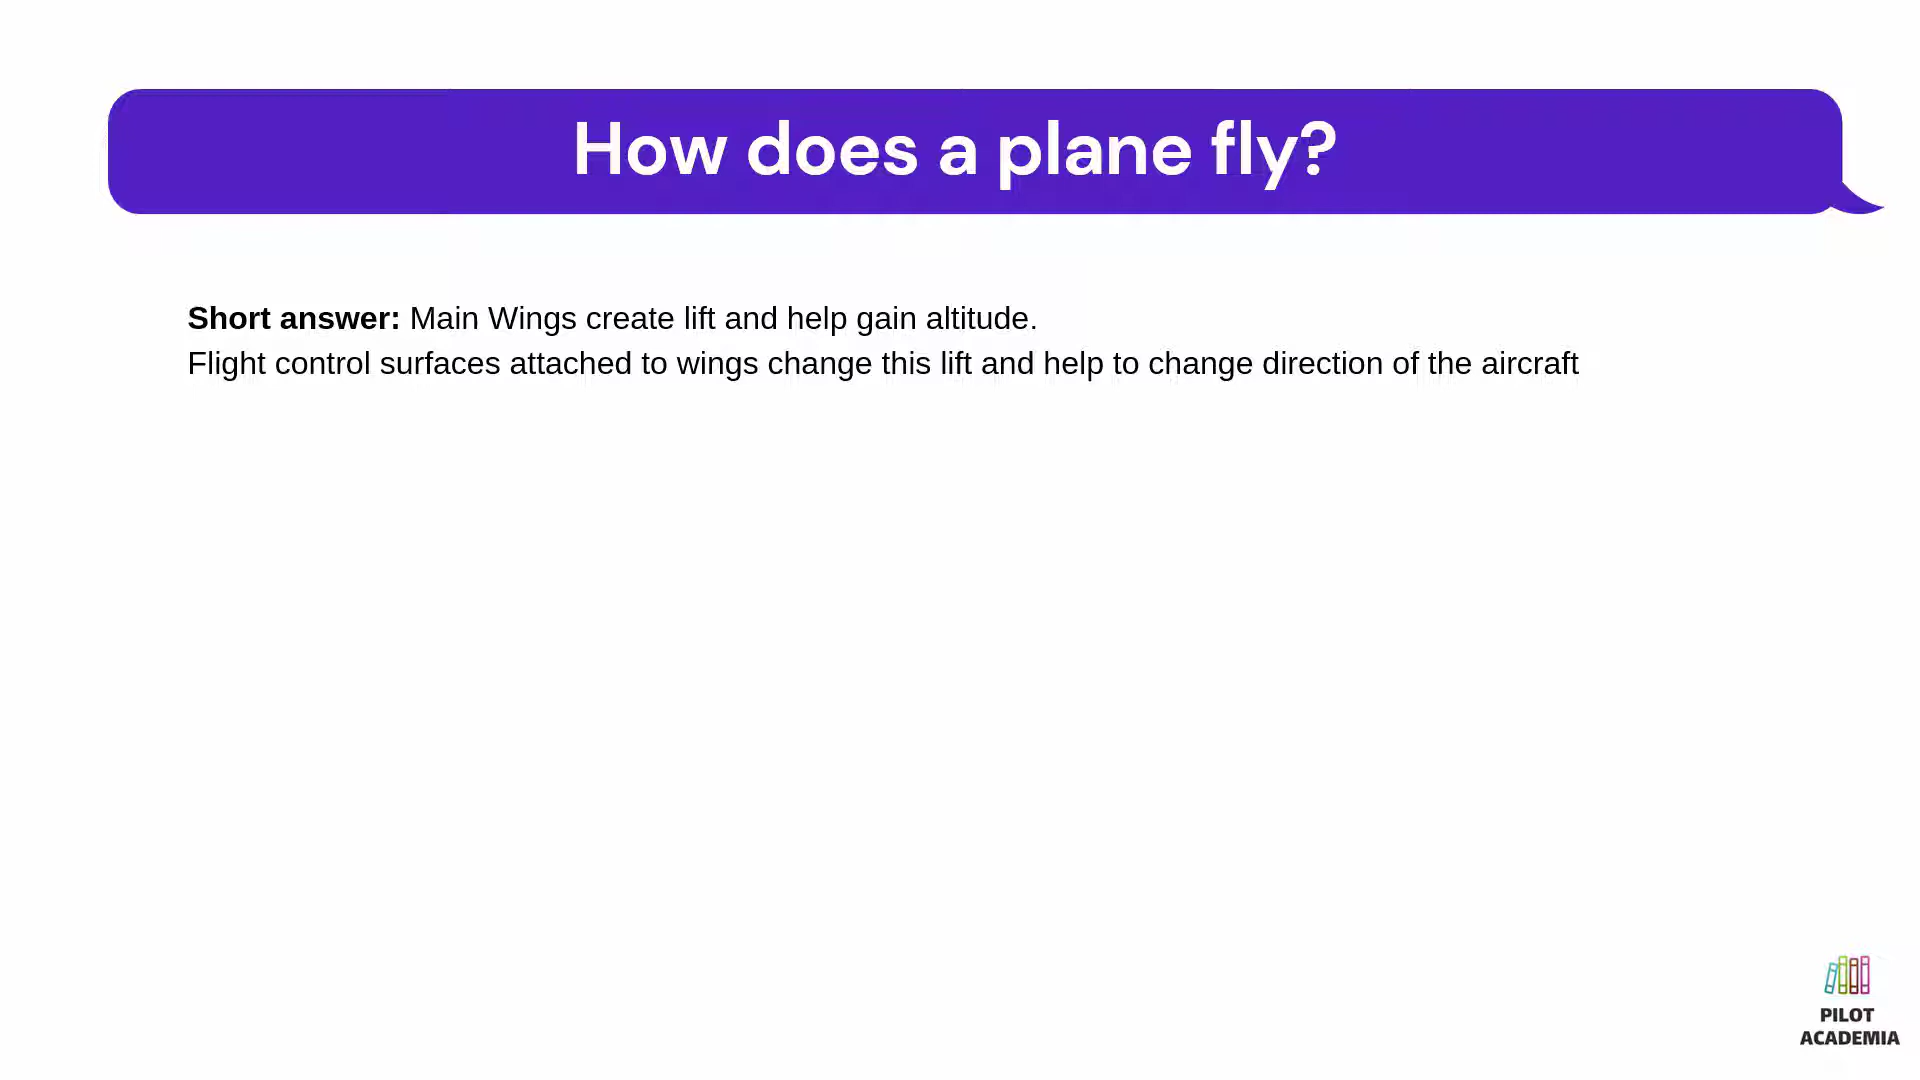 How does a plane fly?
Short answer: Main Wings create lift and help gain altitude.
Flight control surfaces attached to wings change this lift and help to change direction of the aircraft
PILOT
ACADEMIA